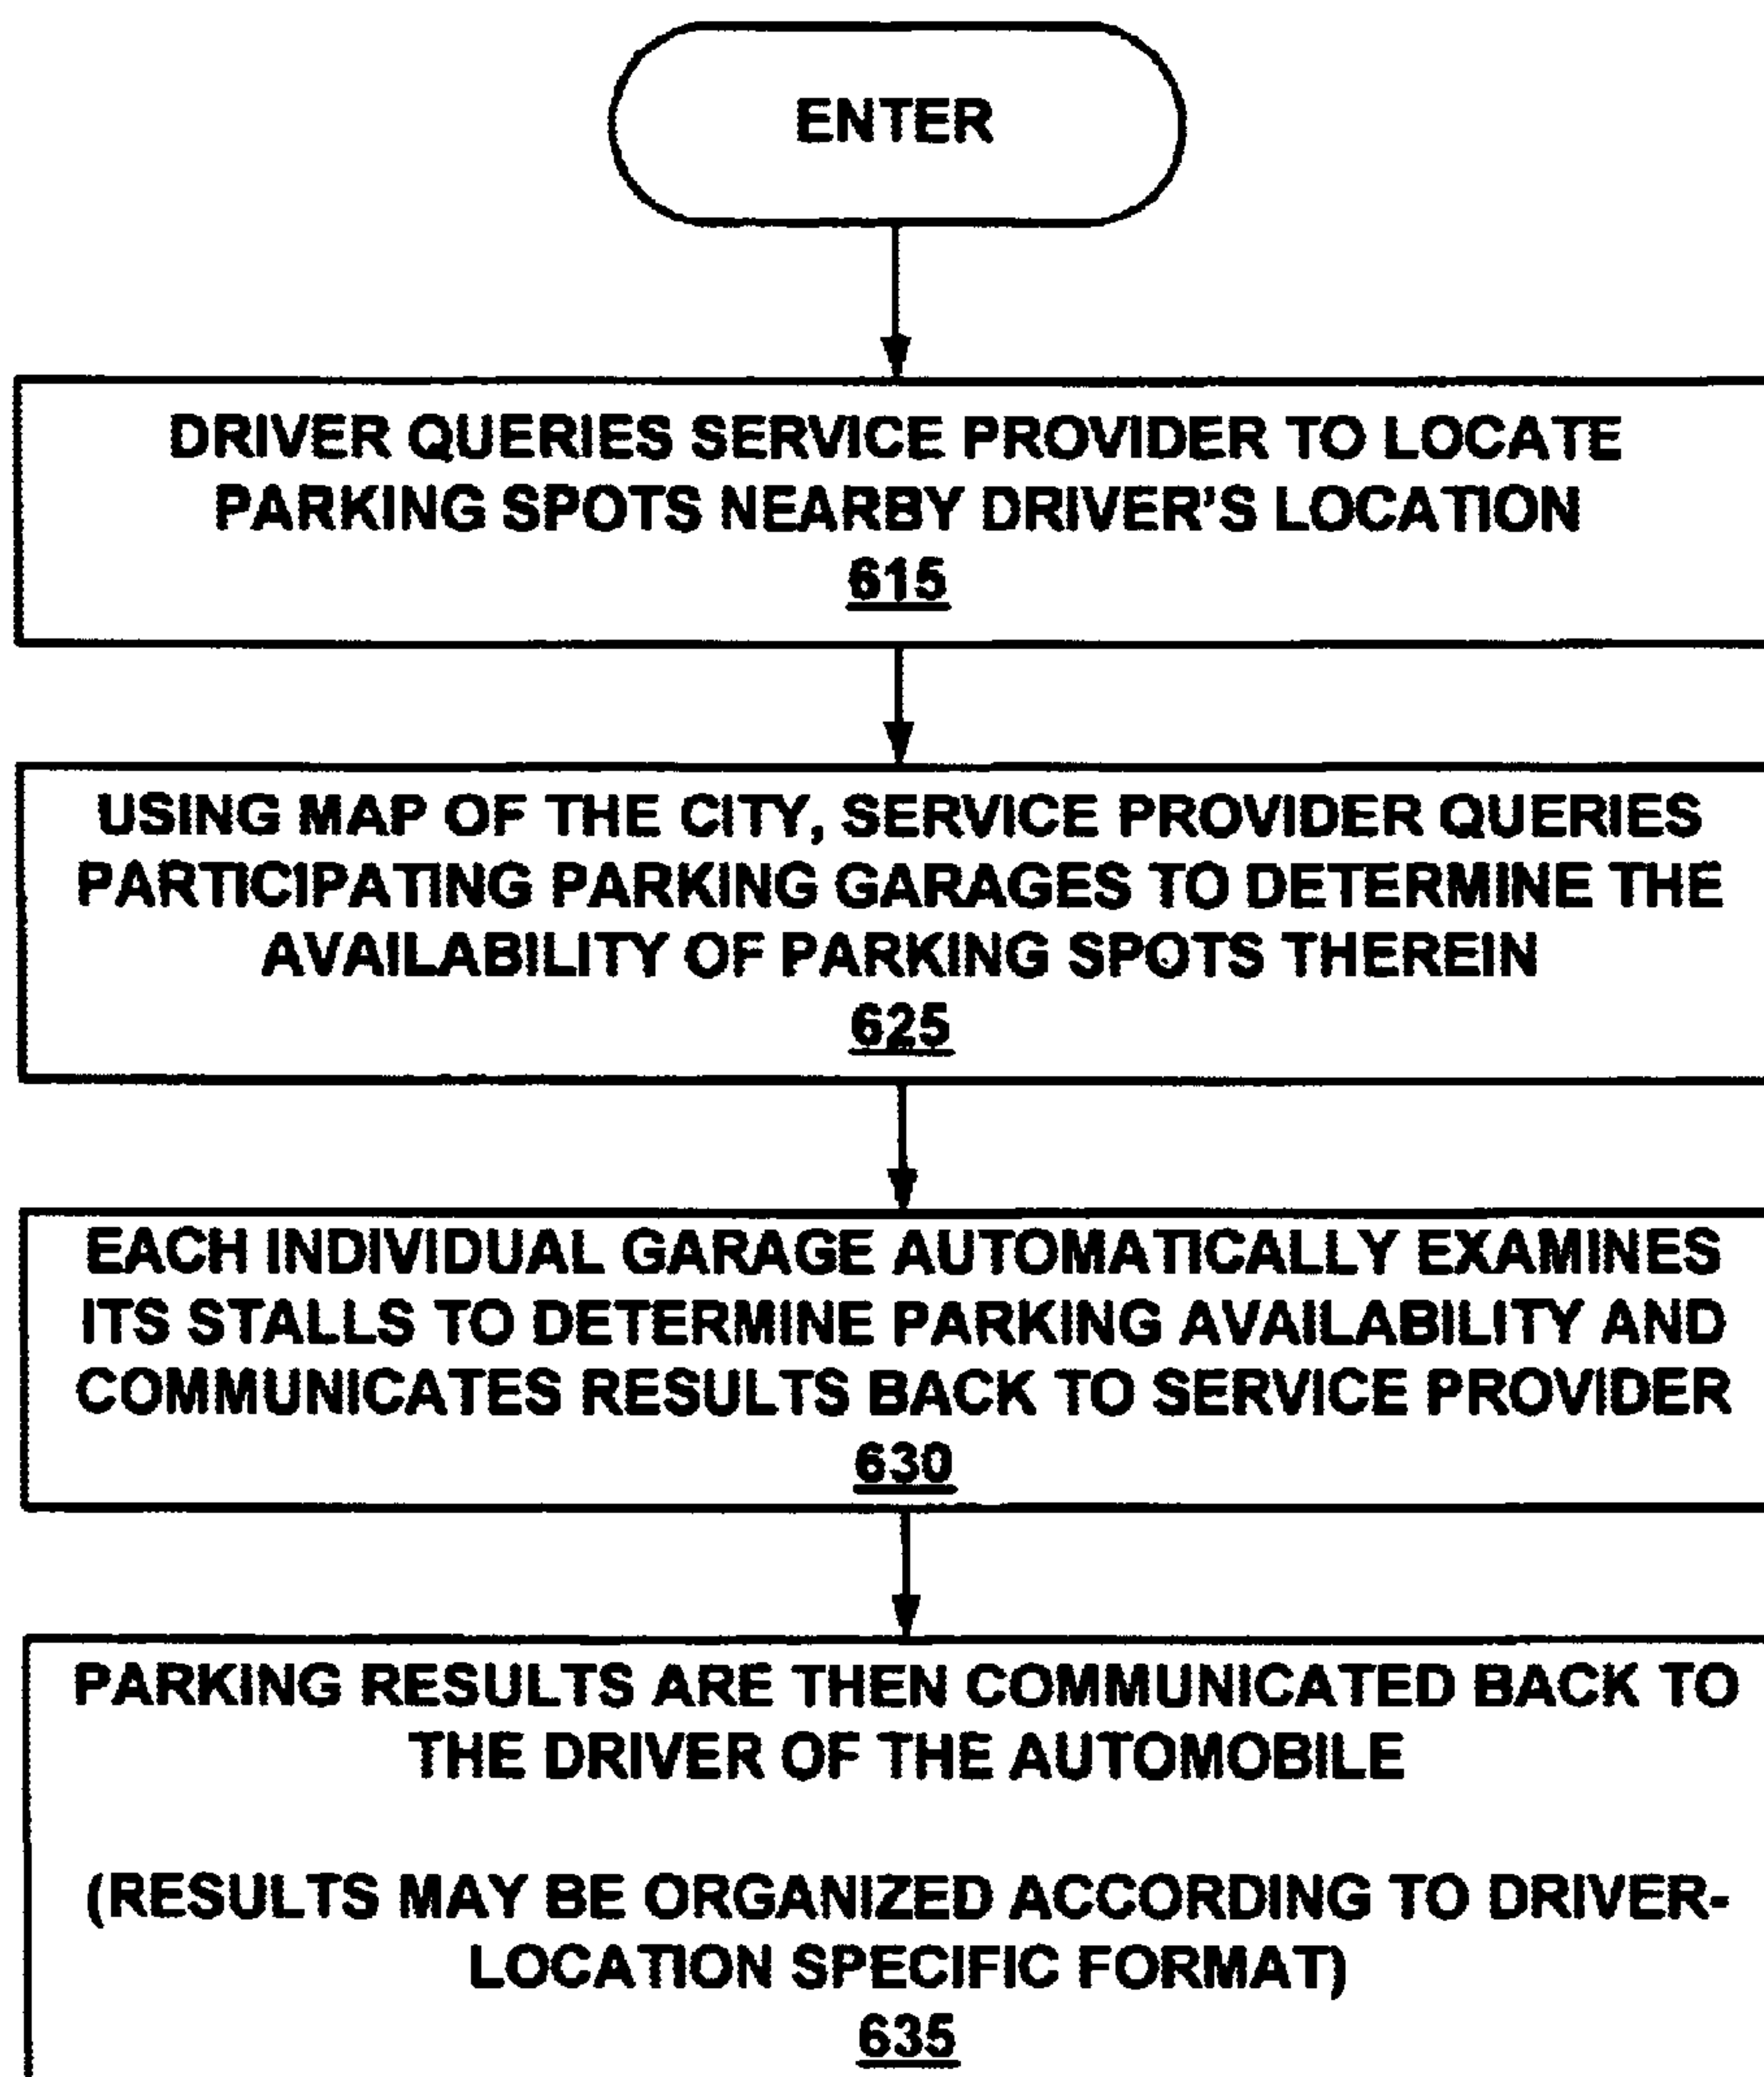 ENTER
DRIVER QUERIES SERVICE PROVIDER TO LOCATE
PARKING SPOTS NEARBY DRIVER'S LOCATION
615
USING MAP OF THE CITY, SERVICE PROVIDER QUERIES
PARTICIPATING PARKING GARAGES TO DETERMINE THE
AVAILABILITY OF PARKING SPOTS THEREIN
625
EACH INDIVIDUAL GARAGE AUTOMATICALLY EXAMINES
ITS STALLS TO DETERMINE PARKING AVAILABILITY AND
COMMUNICATES RESULTS BACK TO SERVICE PROVIDER
630
PARKING RESULTS ARE THEN COMMUNICATED BACK TO
THE DRIVER OF THE AUTOMOBILE
(RESULTS MAY BE ORGANIZED ACCORDING TO DRIVER-
LOCATION SPECIFIC FORMAT)
635